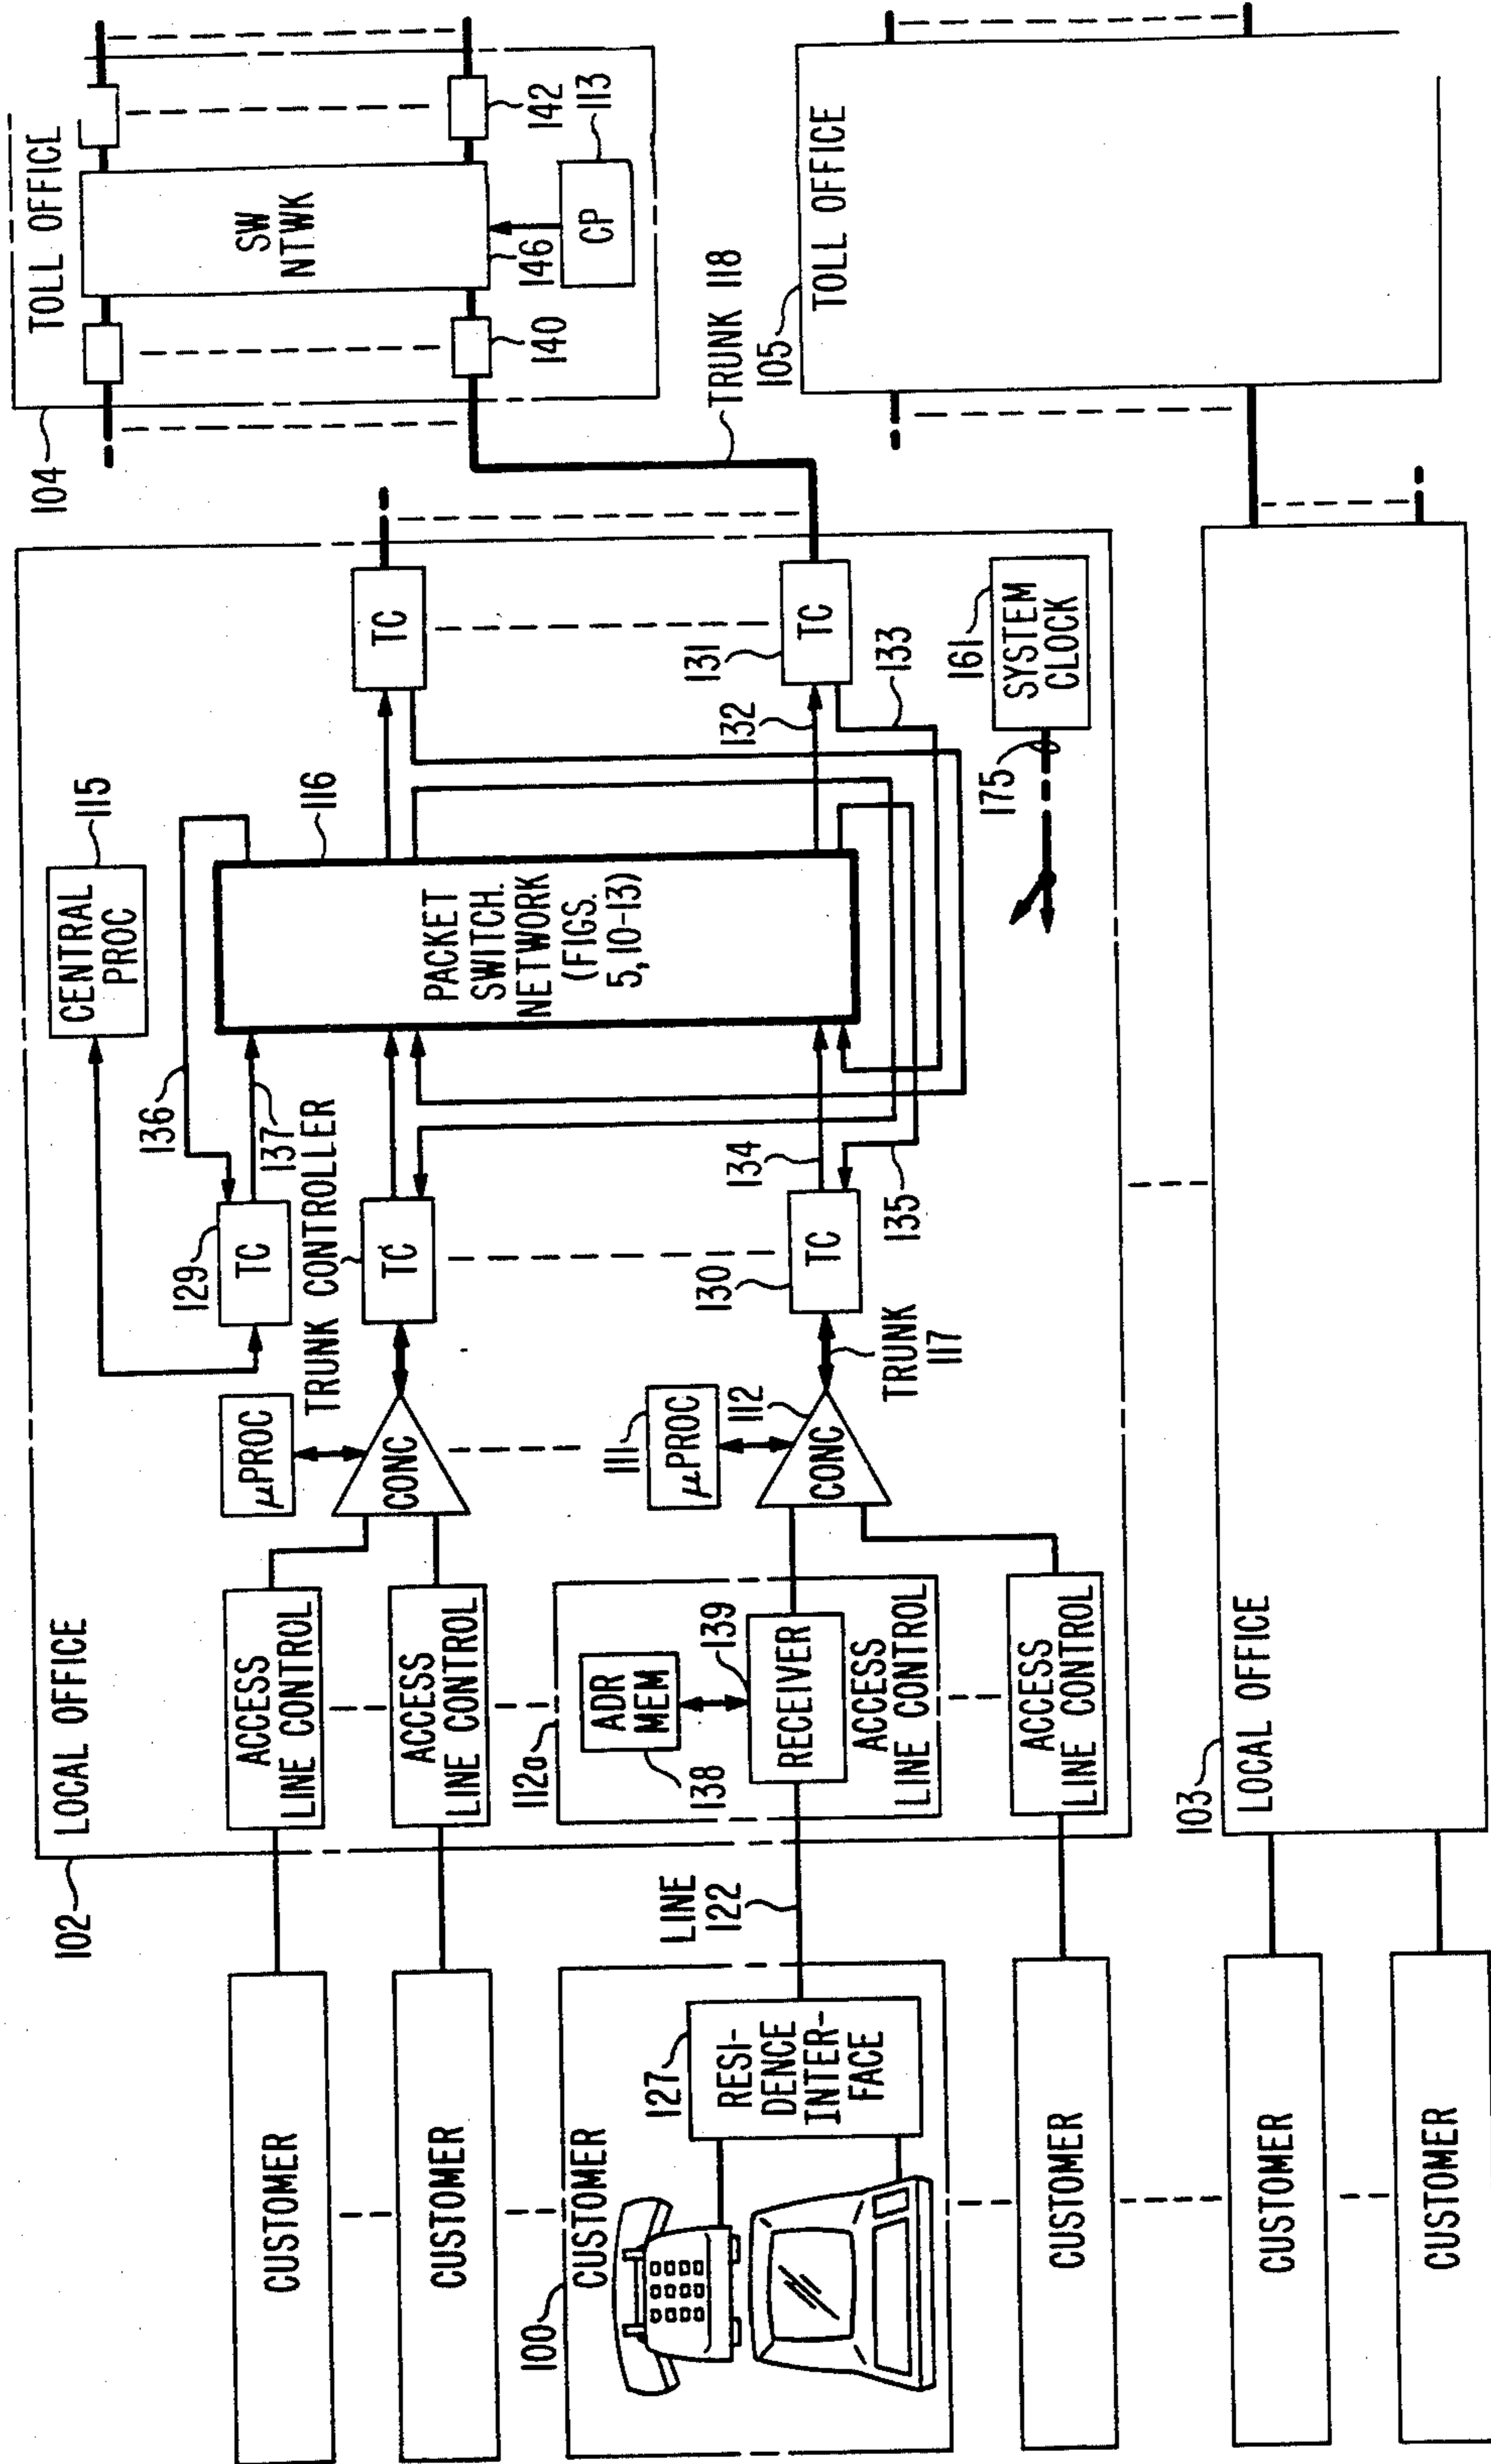 CUSTOMER
CUSTOMER
100
CUSTOMER
127
RESI-
DENCE
INTER-
FACE
CUSTOMER
CUSTOMER
CUSTOMER
LINE
122
102
LOCAL OFFICE
ACCESS
LINE CONTROL
ACCESS
LINE CONTROL
112a
ADR
MEM
138
139
RECEIVER
ACCESS
LINE CONTROL
ACCESS
LINE CONTROL
μPROC
CONC
111
μPROC
112
CONC
TRUNK
117
129
TC
TRUNK CONTROLLER
TC
130
TC
136
137
134
135
CENTRAL
PROC
115
116
PACKET
SWITCH.
NETWORK
(FIGS.
5,10-13)
TC
131
TC
132
133
161
SYSTEM
CLOCK
175
103
LOCAL OFFICE
104
TOLL OFFICE
SW
NTWK
146
140
142
CP
113
TRUNK 118
105
TOLL OFFICE